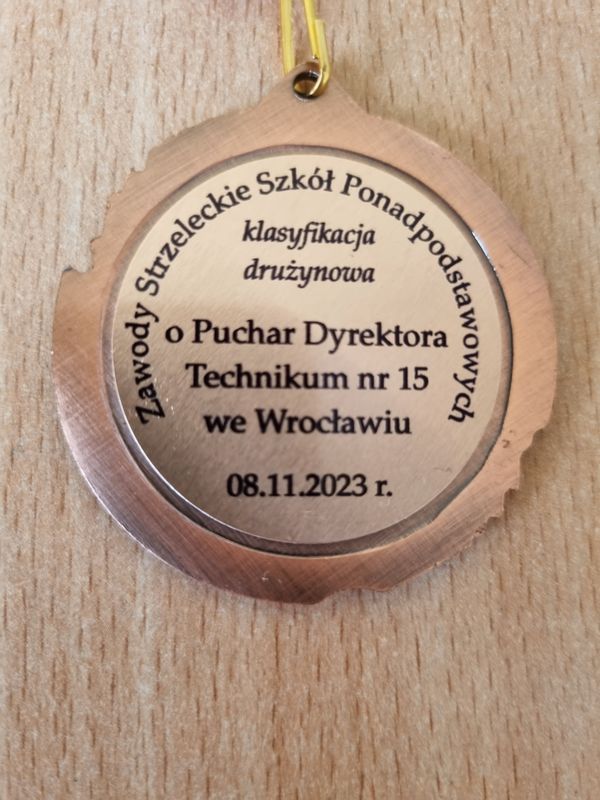 Zawody Strzeleckie Szkół Ponadpodstawowych
klasyfikacja
drużynowa
o Puchar Dyrektora
Technikum nr 15
we Wrocławiu
08.11.2023 r.